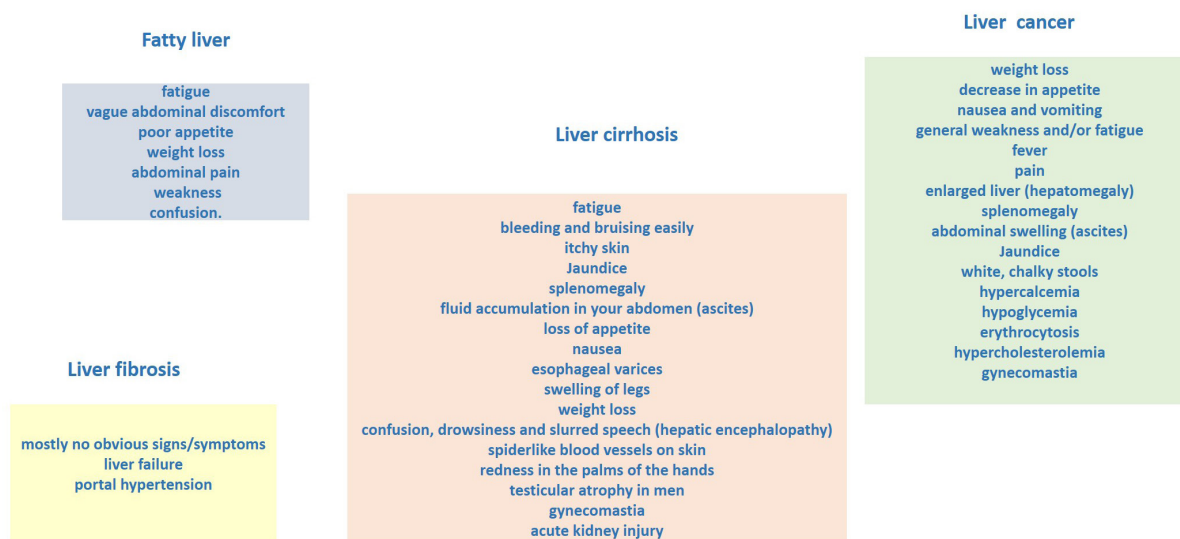 Fatty liver
fatigue
vague abdominal discomfort
poor appetite
weight loss
abdominal pain
weakness
confusion.
Liver fibrosis
mostly no obvious signs/symptoms
liver failure
portal hypertension
Liver cirrhosis
fatigue
bleeding and bruising easily
itchy skin
Jaundice
splenomegaly
fluid accumulation in your abdomen (ascites)
loss of appetite
nausea
esophageal varices
swelling of legs
weight loss
confusion, drowsiness and slurred speech (hepatic encephalopathy)
spiderlike blood vessels on skin
redness in the palms of the hands
testicular atrophy in men
gynecomastia
acute kidney injury
Liver  cancer
weight loss
decrease in appetite
nausea and vomiting
general weakness and/or fatigue
fever
pain
enlarged liver (hepatomegaly)
splenomegaly
abdominal swelling (ascites)
Jaundice
white, chalky stools
hypercalcemia
hypoglycemia
erythrocytosis
hypercholesterolemia
gynecomastia